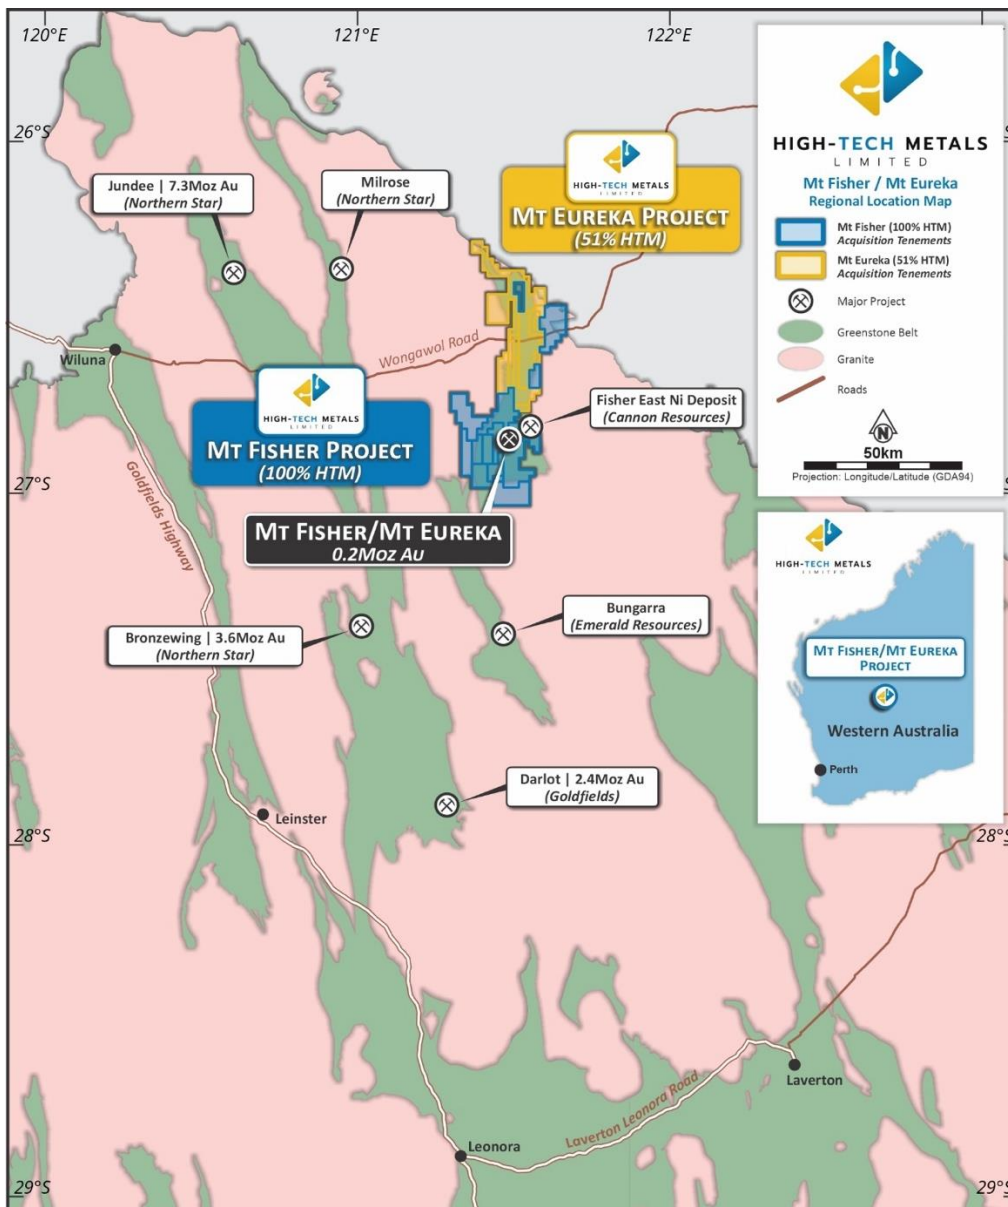 120°E
121°E
122°E
26°S
27°S
28°S
28°S
29°S
29°S
HIGH-TECH METALS
LIMITED
Mt Fisher / Mt Eureka
Regional Location Map
Mt Fisher (100% HTM)
Acquisition Tenements
Mt Eureka (51% HTM)
Acquisition Tenements
Major Project
Greenstone Belt
Granite
Roads
N
50km
Projection: Longitude/Latitude (GDA94)
Jundee | 7.3Moz Au
(Northern Star)
Milrose
(Northern Star)
HIGH-TECH METALS
LIMITED
MT EUREKA PROJECT
(51% HTM)
Wiluna
Wongawol Road
HIGH-TECH METALS
LIMITED
MT FISHER PROJECT
(100% HTM)
Fisher East Ni Deposit
(Cannon Resources)
Goldfields Highway
MT FISHER/MT EUREKA
0.2MOZ AU
Bronzewing | 3.6Moz Au
(Northern Star)
Bungarra
(Emerald Resources)
Darlot | 2.4Moz Au
(Goldfields)
Leinster
HIGH-TECH METALS
LIMITED
MT FISHER/MT EUREKA
PROJECT
Western Australia
Perth
Laverton
Laverton Leonora Road
Leonora